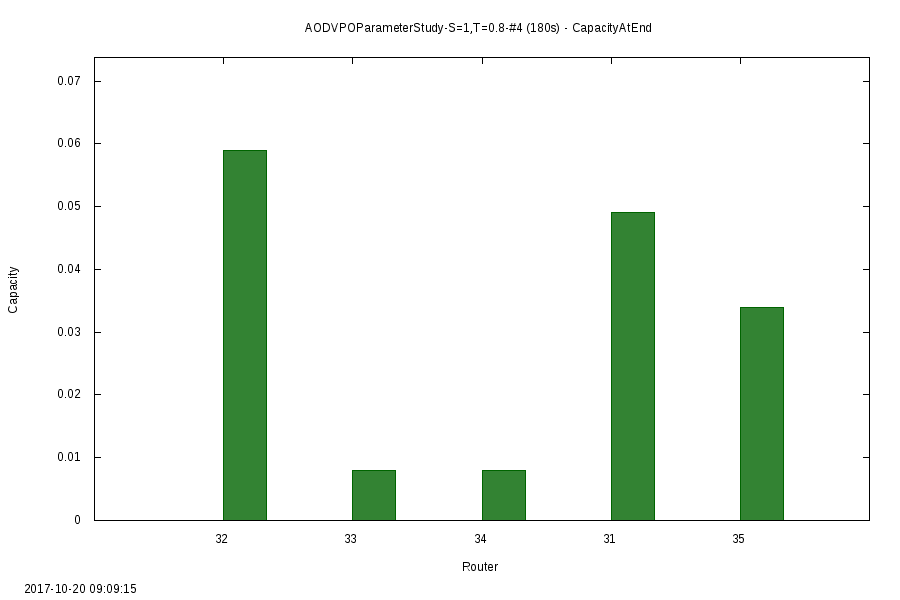 AODVPOParameterStudy-S=1,T=0.8-#4 (180s) - CapacityAtEnd
0.07
0.06
0.05
0.04
0.03
0.02
0.01
0
Capacity
32 33 34 31 35
Router
2017-10-20 09:09:15